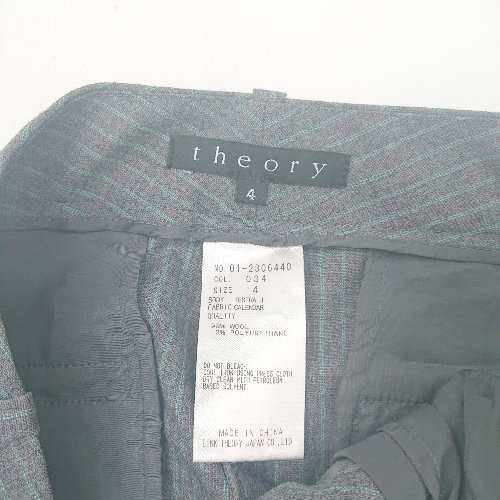 theory
4
NO. 01-2306440
COL. 034
SIZE 4
BODY TESTRA J
FABRIC CALENDAR
QUALITY
98% WOOL
2% POLYURETHANE
DO NOT BLEACH
COOL IRON USING PRESS CLOTH
DRY CLEAN WITH PETROLEUM
BASED SOLVENT
MADE IN CHINA
LINK THEORY JAPAN CO.,LTD